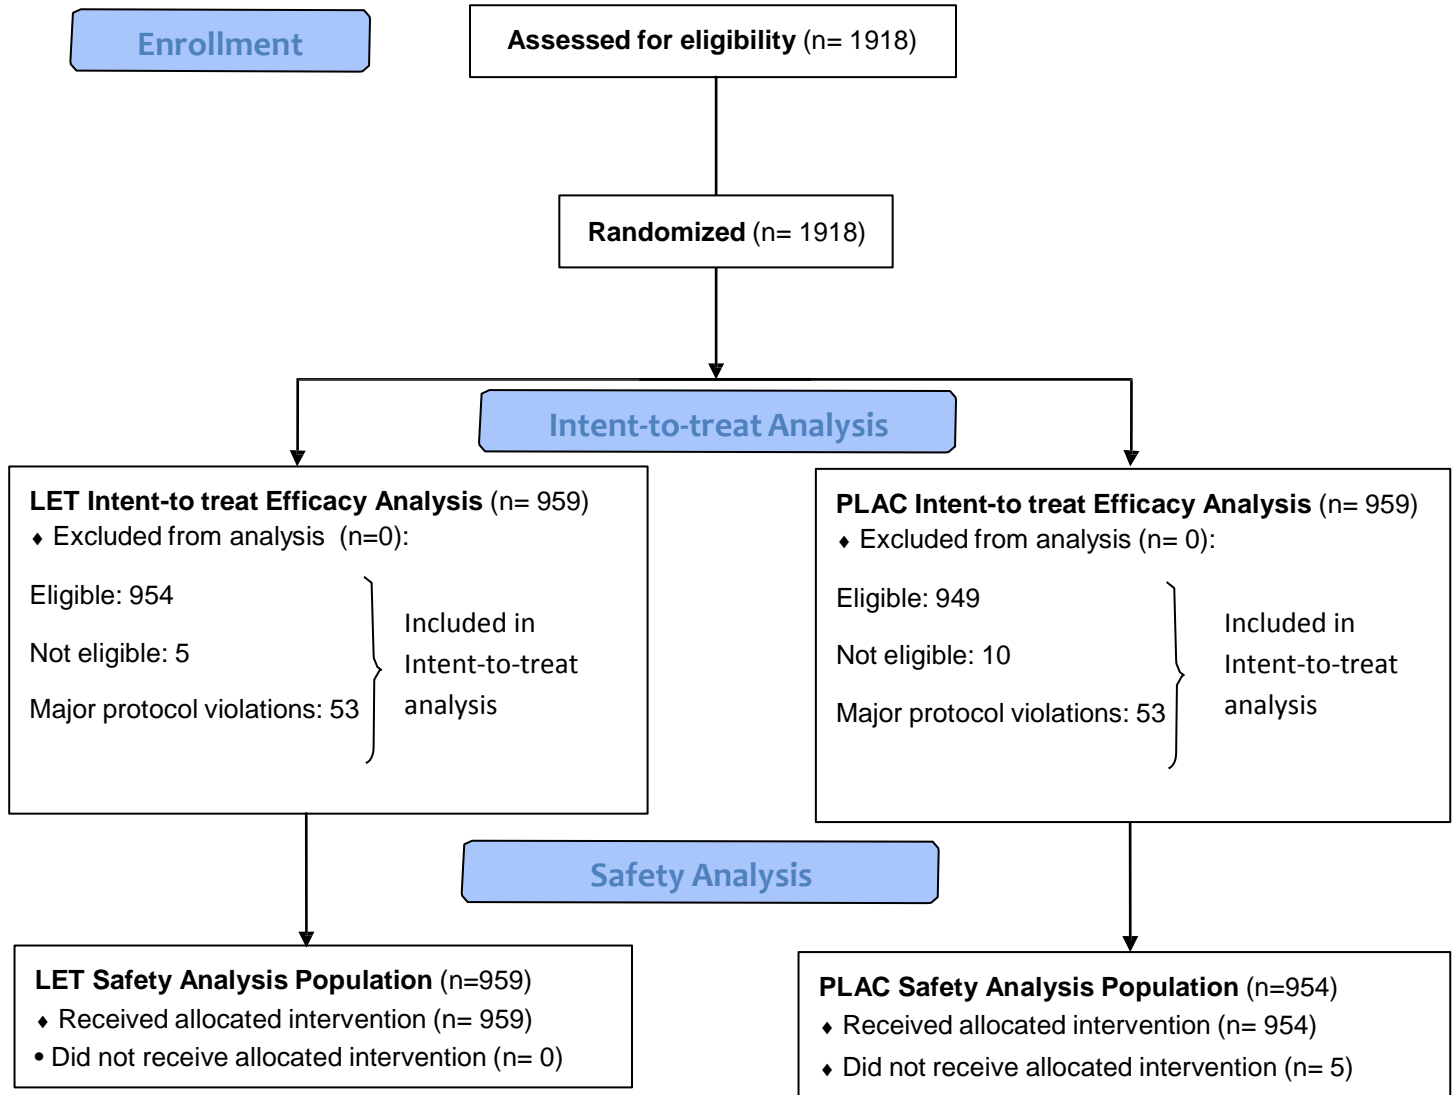 Enrollment
Assessed for eligibility (n= 1918)
Randomized (n= 1918)
Intent-to-treat Analysis
LET Intent-to treat Efficacy Analysis (n= 959)
♦ Excluded from analysis (n=0):
Eligible: 954
Not eligible: 5
Major protocol violations: 53
Included in
Intent-to-treat
analysis
PLAC Intent-to treat Efficacy Analysis (n= 959)
♦ Excluded from analysis (n= 0):
Eligible: 949
Not eligible: 10
Major protocol violations: 53
Included in
Intent-to-treat
analysis
Safety Analysis
LET Safety Analysis Population (n=959)
♦ Received allocated intervention (n= 959)
• Did not receive allocated intervention (n= 0)
PLAC Safety Analysis Population (n=954)
♦ Received allocated intervention (n= 954)
♦ Did not receive allocated intervention (n= 5)